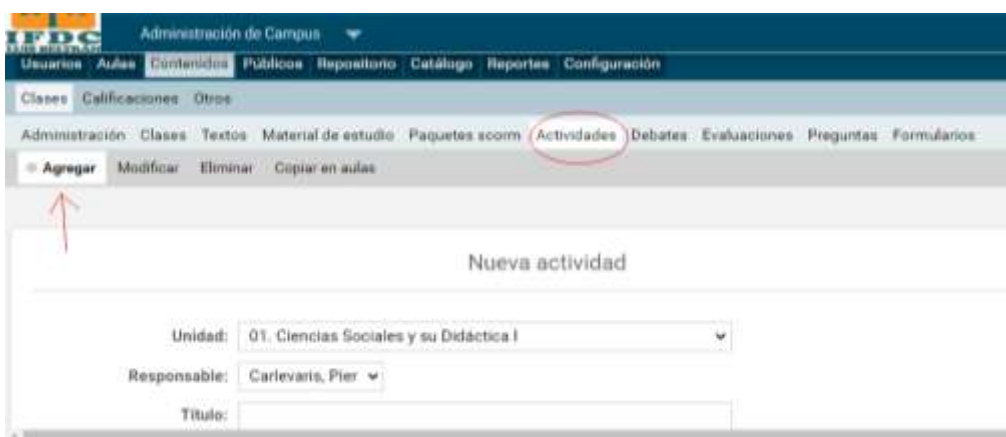 IFDC
Administración de Campus
Usuarios Aulas Contenidos Públicos Repositorio Catálogo Reportes Configuración
Clases Calificaciones Otros
Administración Clases Textos Material de estudio Paquetes scorm Actividades Debates Evaluaciones Preguntas Formularios
Agregar Modificar Eliminar Copiar en aulas
Nueva actividad
Unidad: 01. Ciencias Sociales y su Didáctica I
Responsable: Carlevaris, Pier
Título: